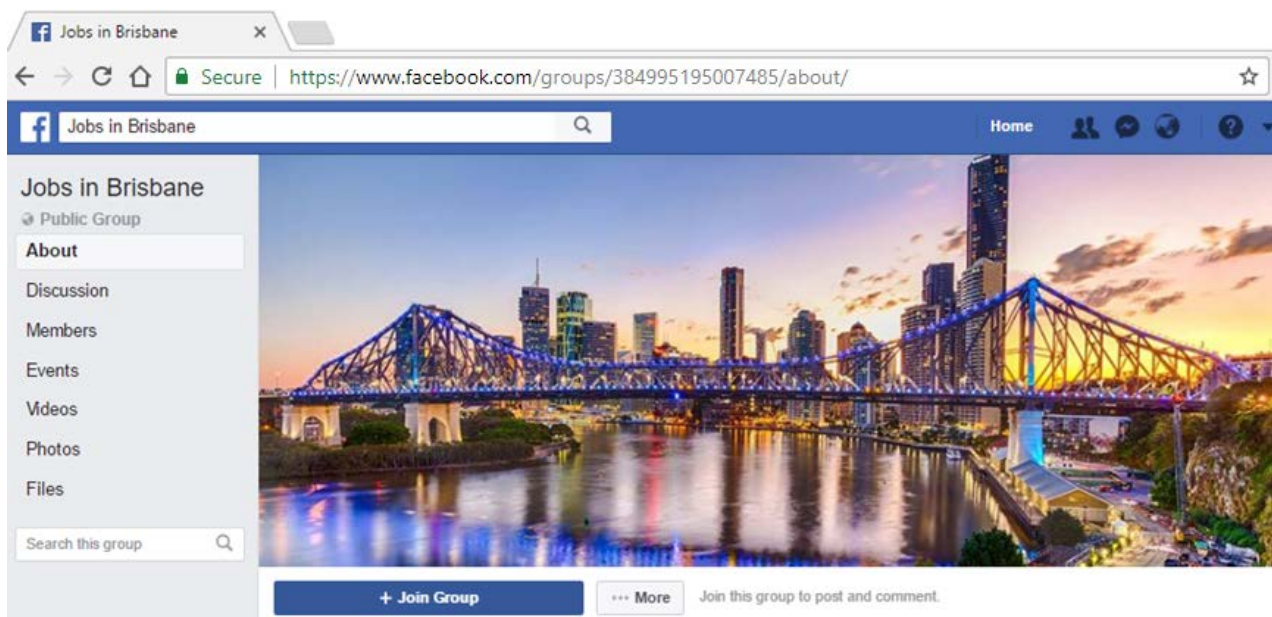 Jobs in Brisbane
Secure | https://www.facebook.com/groups/384995195007485/about/
f Jobs in Brisbane
Home
Jobs in Brisbane
Public Group
About
Discussion
Members
Events
Videos
Photos
Files
Search this group
+ Join Group
••• More
Join this group to post and comment.